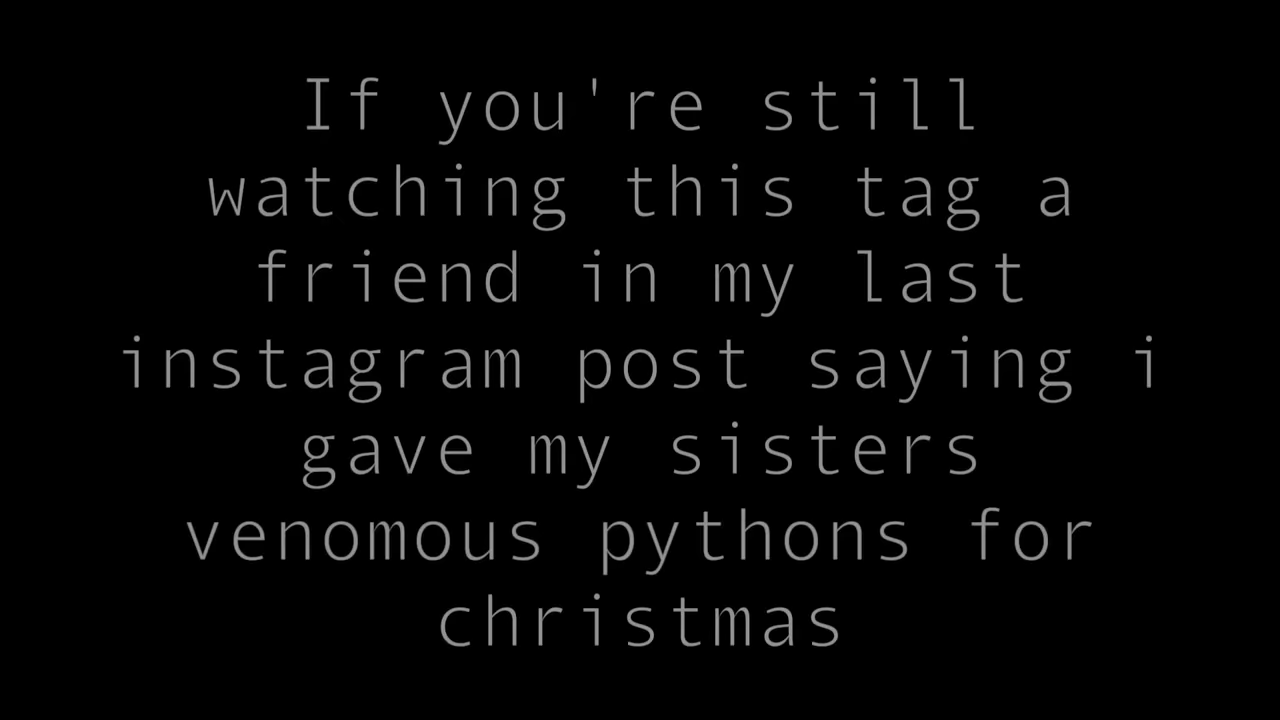 If you're still
watching this tag a
friend in my last
instagram post saying i
gave my sisters
venomous pythons for
christmas